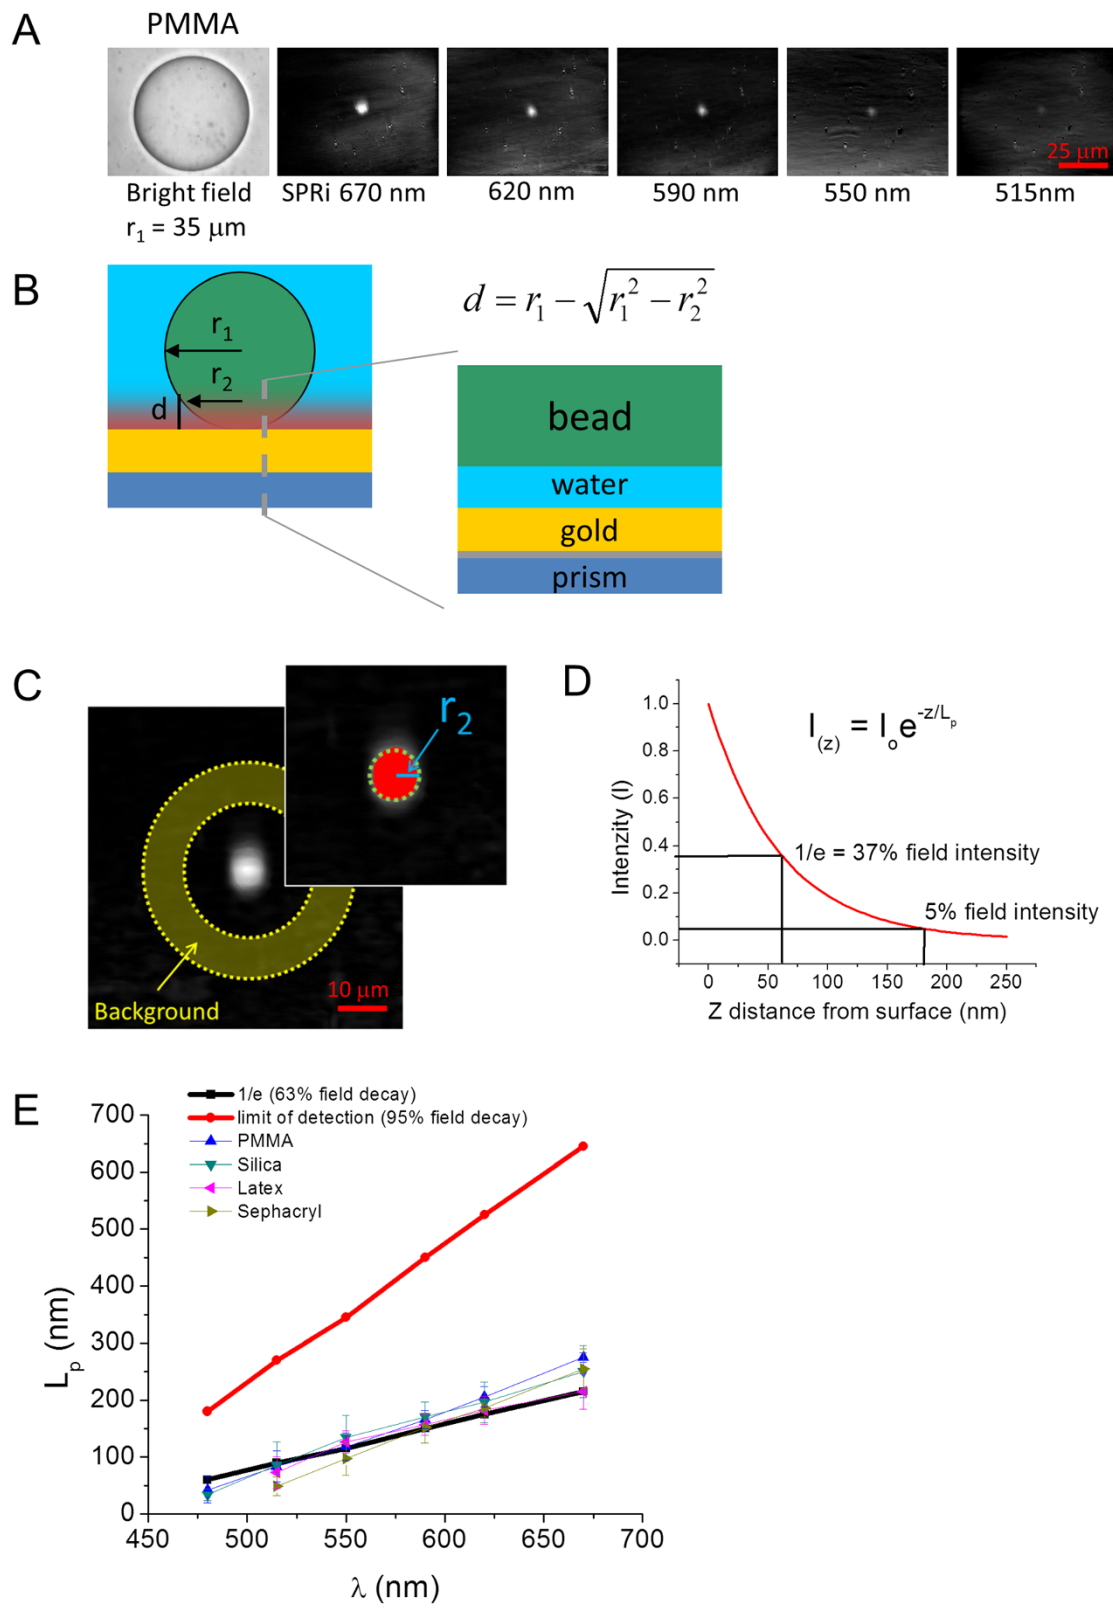 A
PMMA
Bright field
r₁ = 35 μm
SPRi 670 nm
620 nm
590 nm
550 nm
515nm
25 μm
B
r₁
r₂
d
d = r₁ − √(r₁² − r₂²)
bead
water
gold
prism
C
r₂
Background
10 μm
D
I₍z₎ = Iₒe^(-z/Lₚ)
Intenzity (I)
1.0
0.8
0.6
0.4
0.2
0.0
1/e = 37% field intensity
5% field intensity
0 50 100 150 200 250
Z distance from surface (nm)
E
1/e (63% field decay)
limit of detection (95% field decay)
PMMA
Silica
Latex
Sephacryl
Lₚ (nm)
700
600
500
400
300
200
100
0
450 500 550 600 650 700
λ (nm)